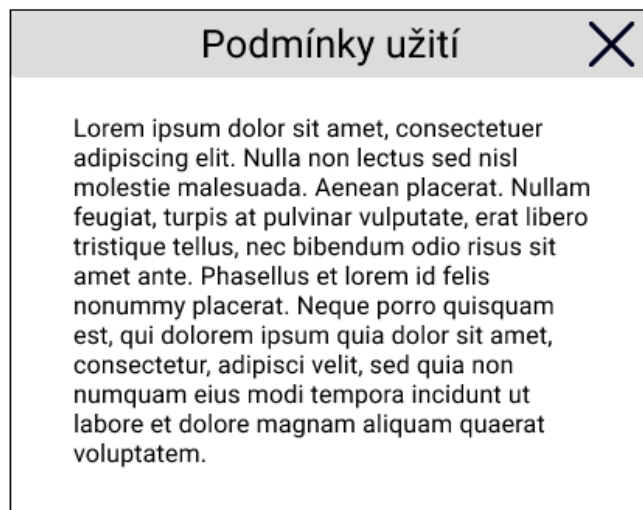 Podmínky užití
Lorem ipsum dolor sit amet, consectetuer
adipiscing elit. Nulla non lectus sed nisl
molestie malesuada. Aenean placerat. Nullam
feugiat, turpis at pulvinar vulputate, erat libero
tristique tellus, nec bibendum odio risus sit
amet ante. Phasellus et lorem id felis
nonummy placerat. Neque porro quisquam
est, qui dolorem ipsum quia dolor sit amet,
consectetur, adipisci velit, sed quia non
numquam eius modi tempora incidunt ut
labore et dolore magnam aliquam quaerat
voluptatem.